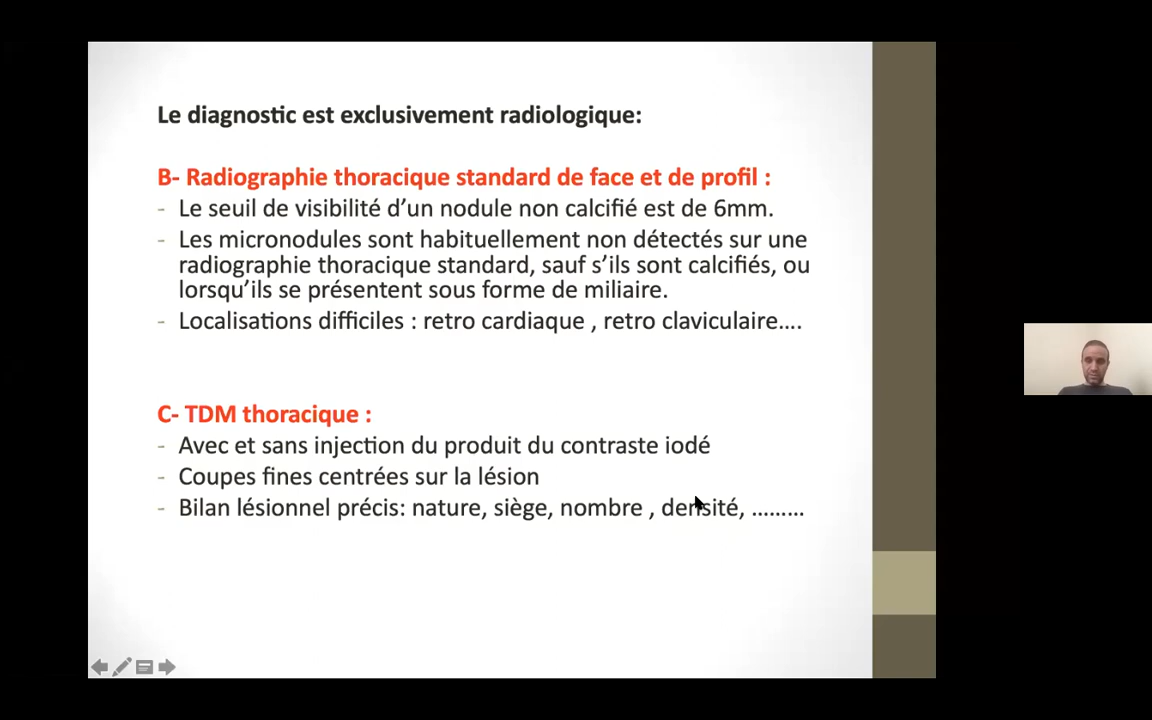 Le diagnostic est exclusivement radiologique:
B- Radiographie thoracique standard de face et de profil :
- Le seuil de visibilité d’un nodule non calcifié est de 6mm.
- Les micronodules sont habituellement non détectés sur une
radiographie thoracique standard, sauf s’ils sont calcifiés, ou
lorsqu’ils se présentent sous forme de miliaire.
- Localisations difficiles : retro cardiaque , retro claviculaire….
C- TDM thoracique :
- Avec et sans injection du produit du contraste iodé
- Coupes fines centrées sur la lésion
- Bilan lésionnel précis: nature, siège, nombre , densité, ………